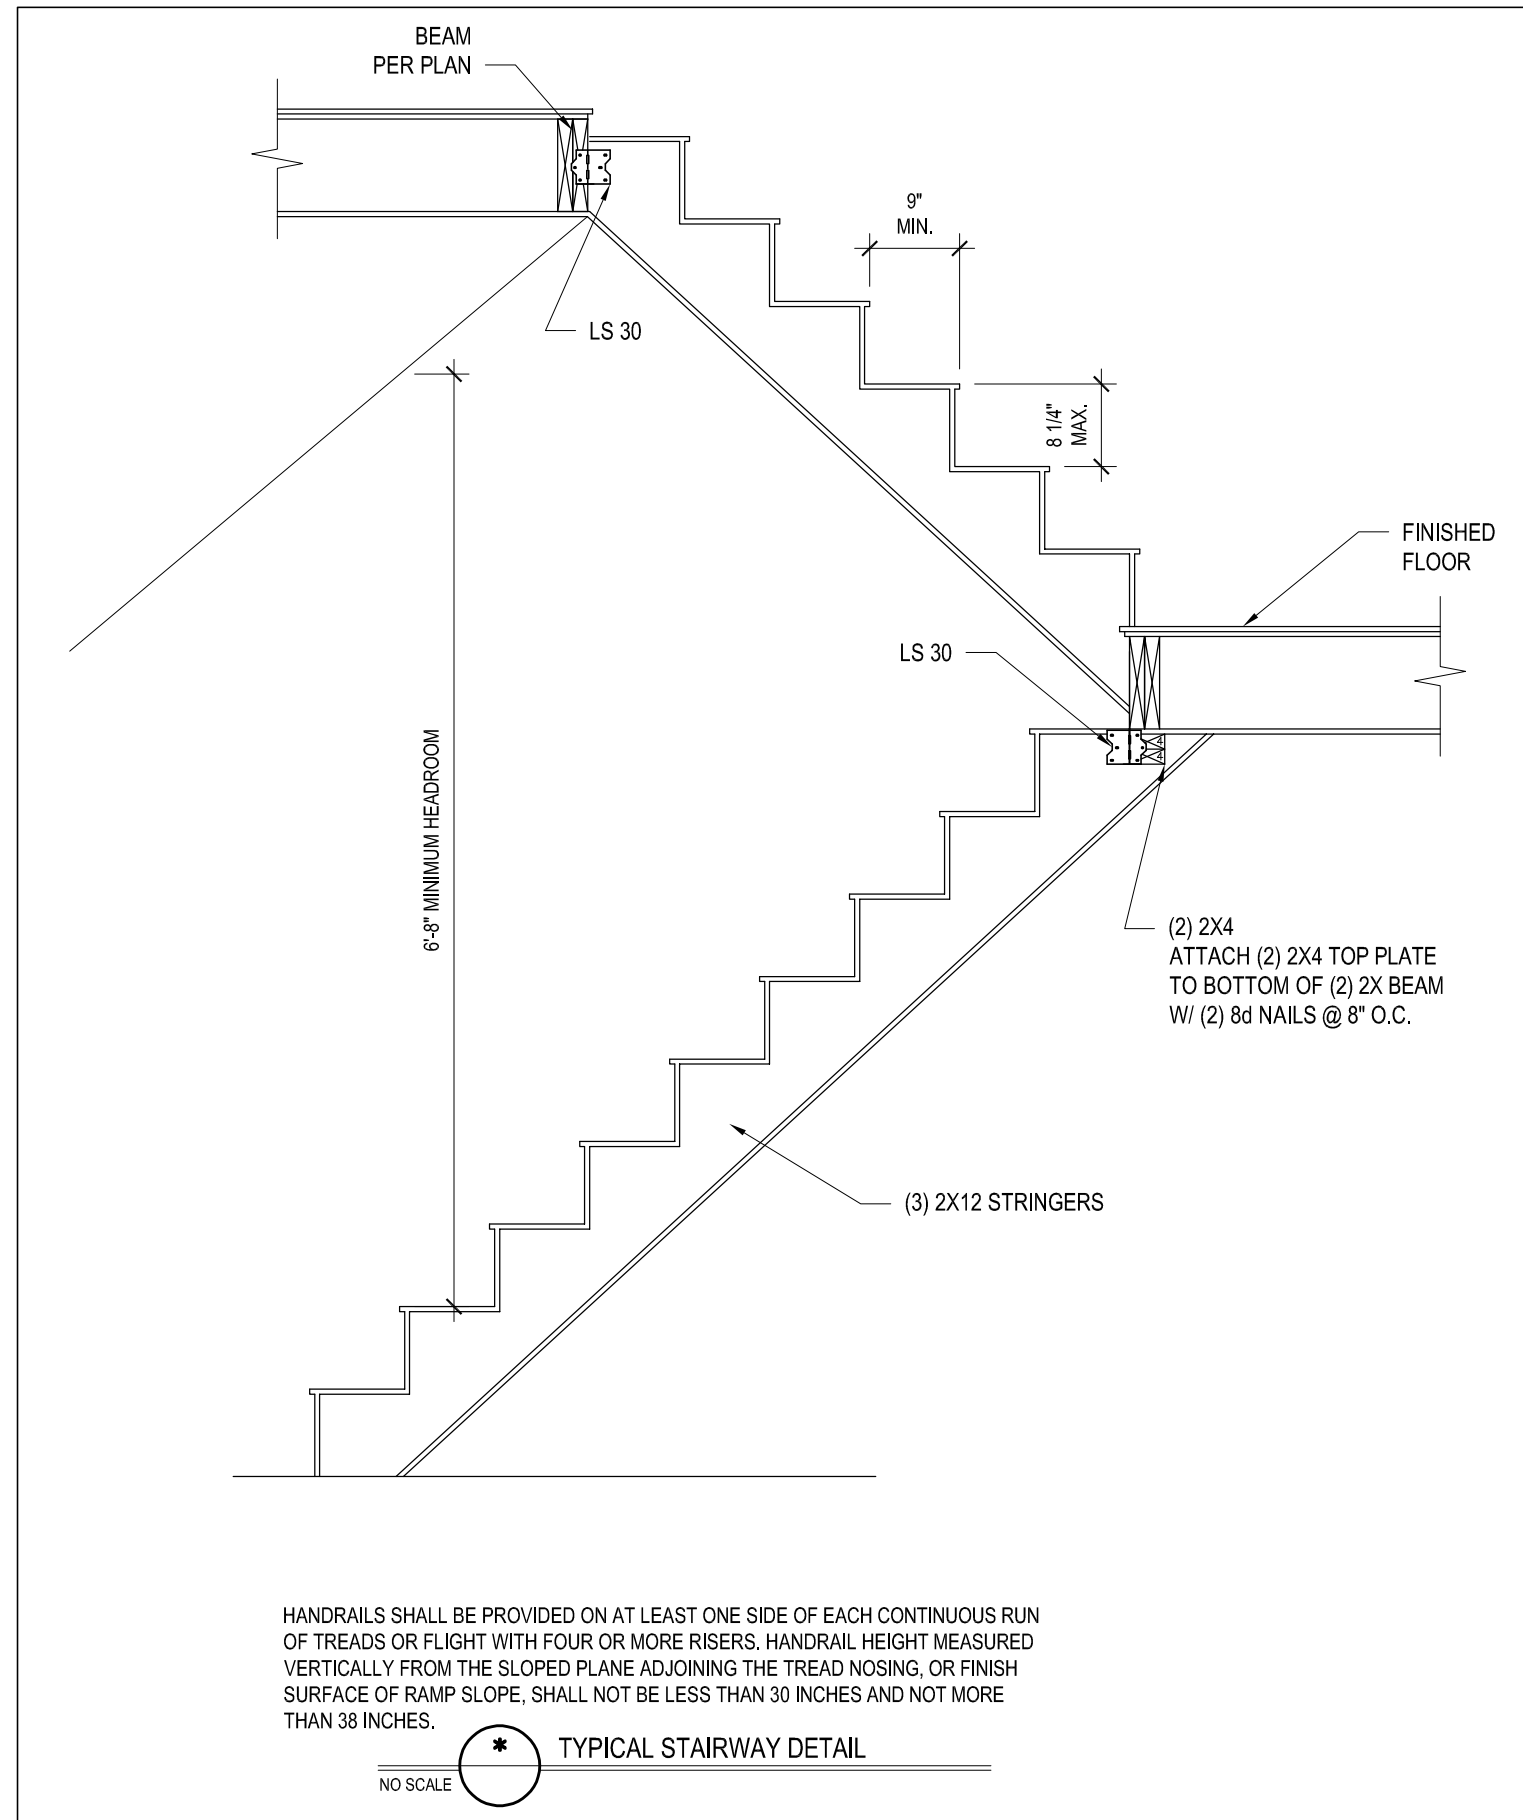 BEAM
PER PLAN
9"
MIN.
LS 30
8 1/4"
MAX.
FINISHED
FLOOR
LS 30
4
4
6'-8" MINIMUM HEADROOM
(2) 2X4
ATTACH (2) 2X4 TOP PLATE
TO BOTTOM OF (2) 2X BEAM
W/ (2) 8d NAILS @ 8" O.C.
(3) 2X12 STRINGERS
HANDRAILS SHALL BE PROVIDED ON AT LEAST ONE SIDE OF EACH CONTINUOUS RUN
OF TREADS OR FLIGHT WITH FOUR OR MORE RISERS. HANDRAIL HEIGHT MEASURED
VERTICALLY FROM THE SLOPED PLANE ADJOINING THE TREAD NOSING, OR FINISH
SURFACE OF RAMP SLOPE, SHALL NOT BE LESS THAN 30 INCHES AND NOT MORE
THAN 38 INCHES.
* TYPICAL STAIRWAY DETAIL
NO SCALE